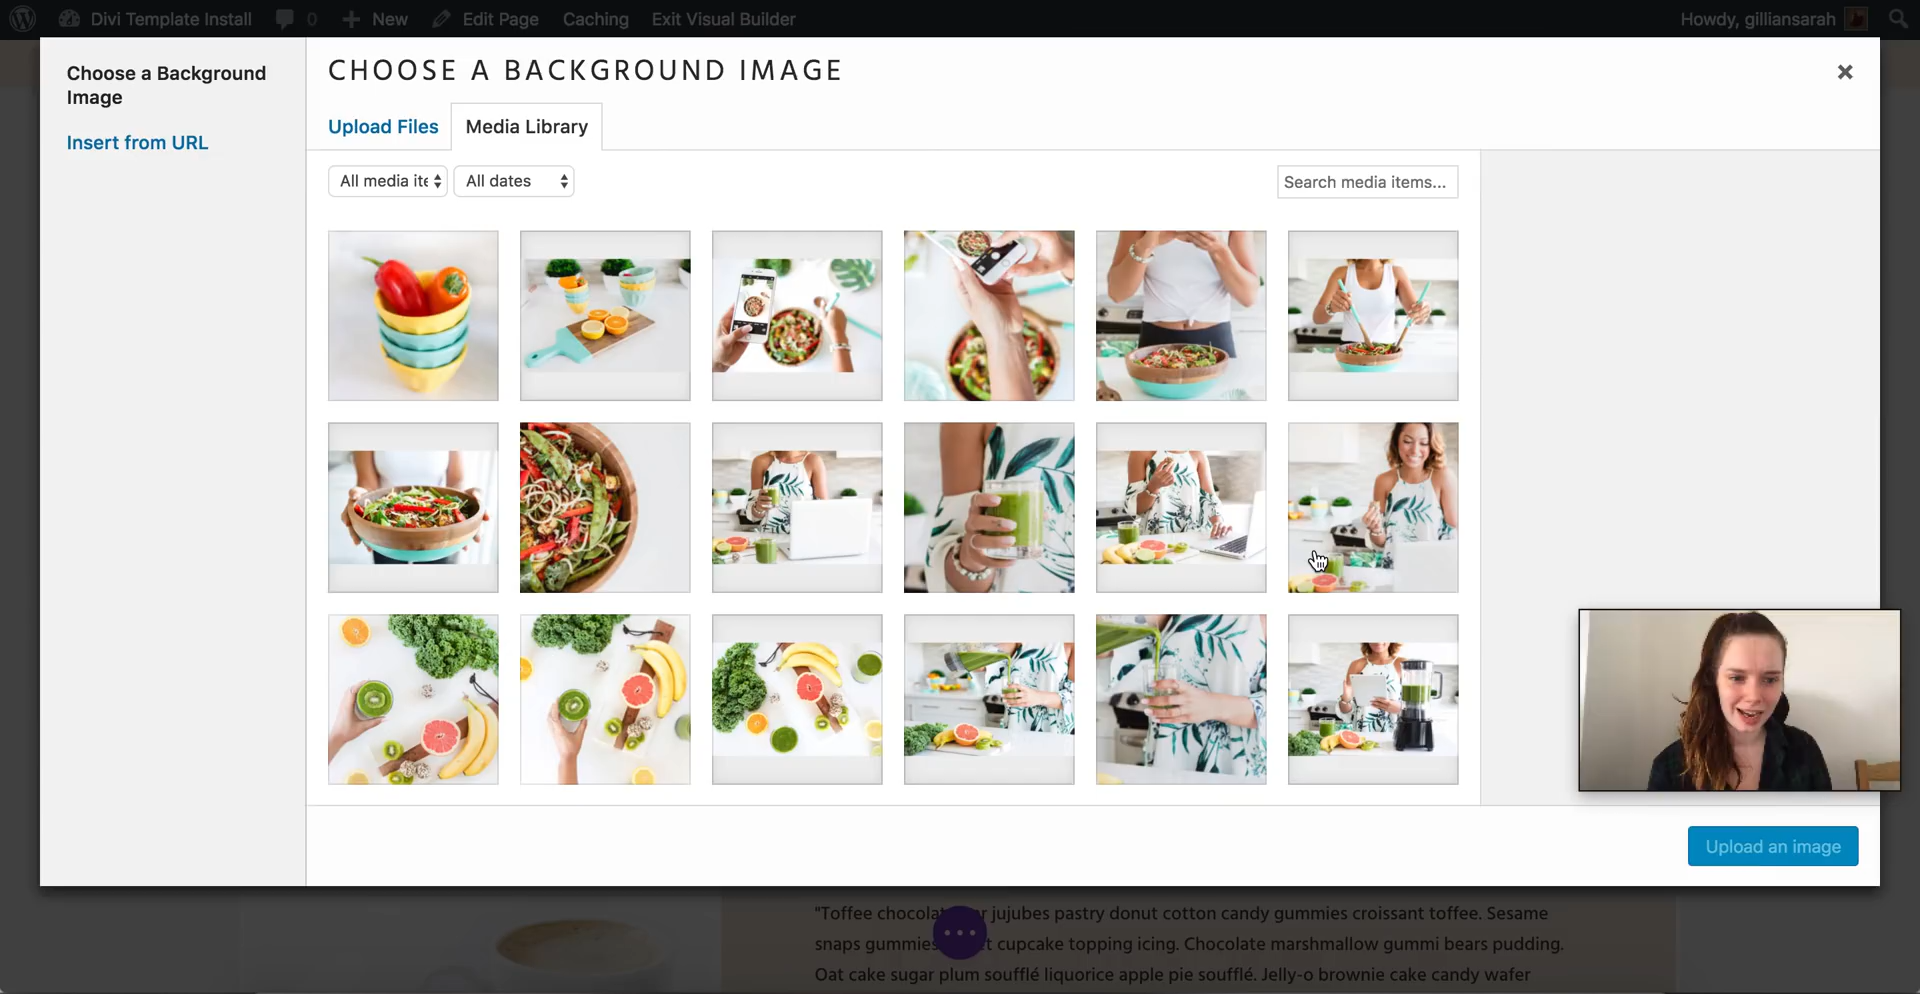 Divi Template Install 0 New Edit Page Caching Exit Visual Builder Howdy, gilliansarah
Choose a Background
Image
Insert from URL
CHOOSE A BACKGROUND IMAGE
Upload Files Media Library
All media ite All dates Search media items...
Upload an image
"Toffee jujubes pastry donut cotton candy gummies croissant toffee. Sesame
snaps cupcake topping icing. Chocolate marshmallow gummi bears pudding.
Oat cake sugar plum soufflé liquorice apple pie soufflé. Jelly-o brownie cake candy wafer